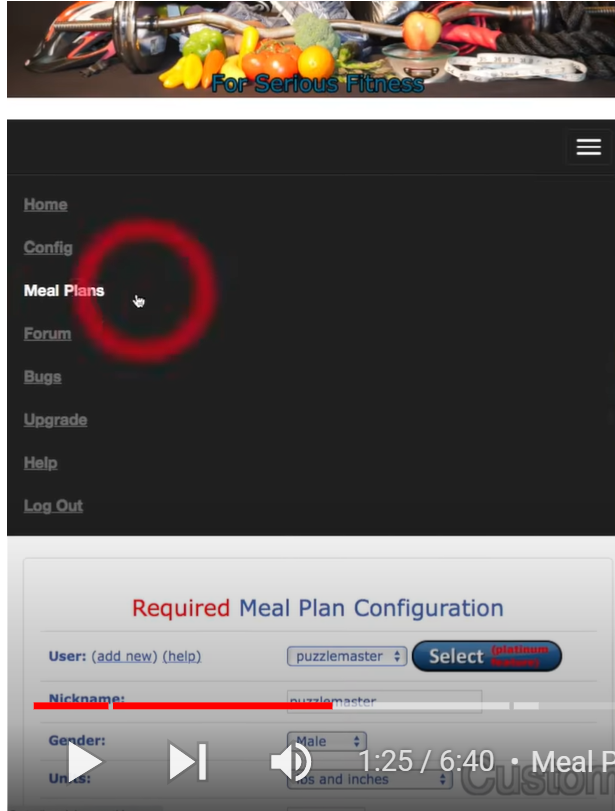 For Serious Fitness
Home
Config
Meal Plans
Forum
Bugs
Upgrade
Help
Log Out
Required Meal Plan Configuration
User: (add new) (help) puzzlemaster Select (platinum feature)
Nickname: puzzlemaster
Gender: Male
Units: lbs and inches
1:25 / 6:40 • Meal P
Custom